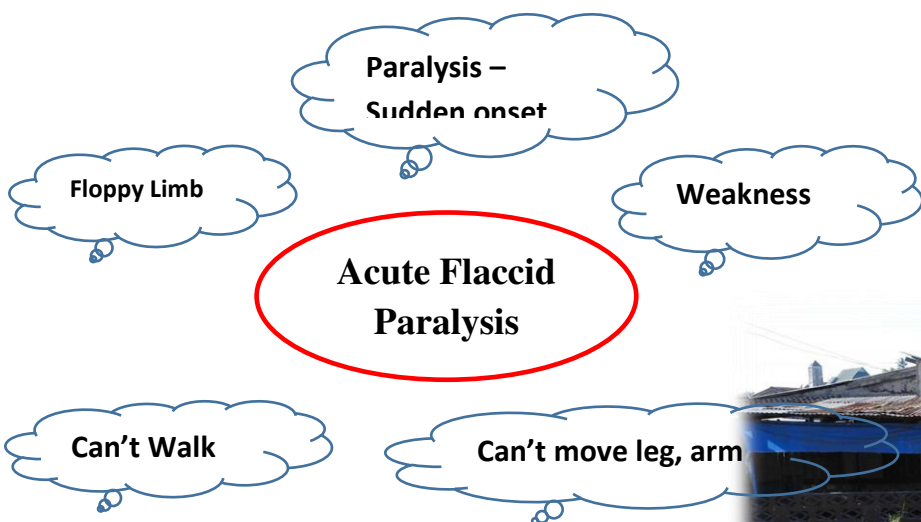 Paralysis –
Sudden onset
Floppy Limb
Weakness
Acute Flaccid
Paralysis
Can’t Walk
Can’t move leg, arm